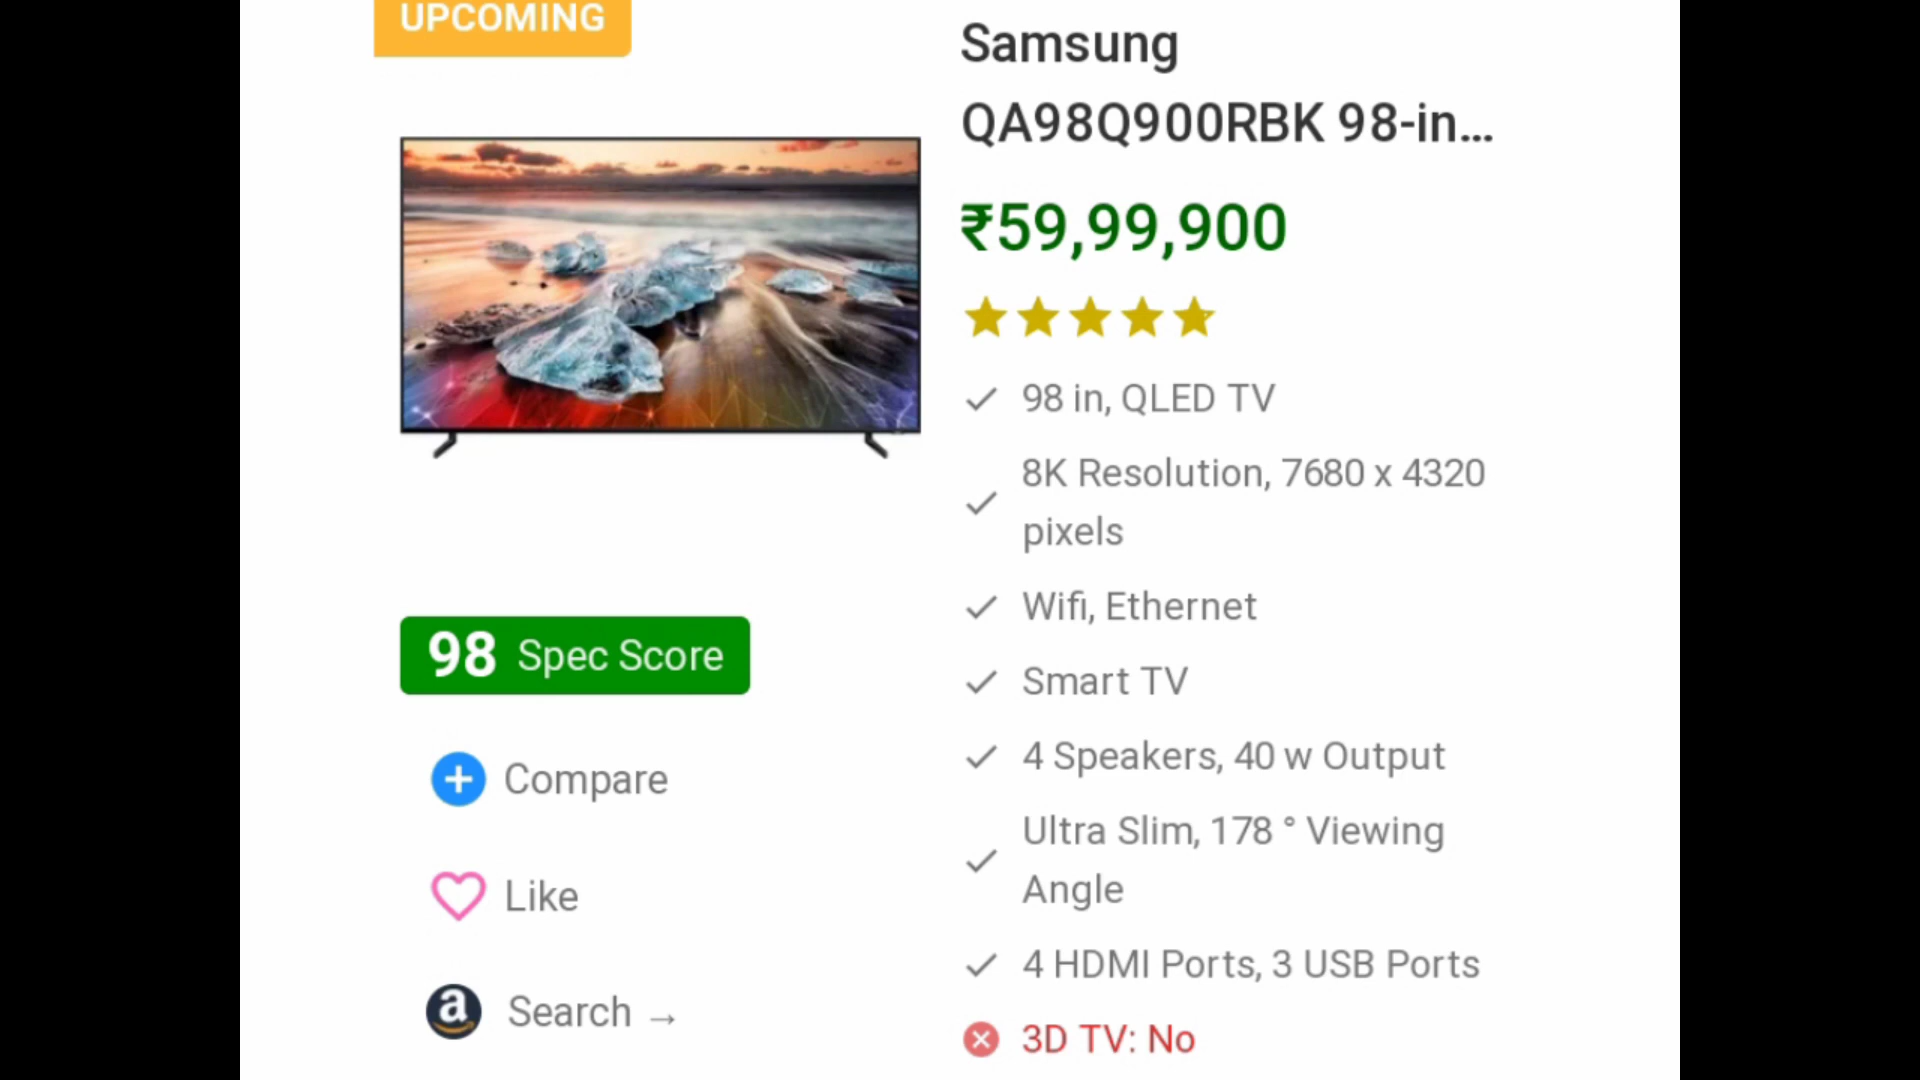 UPCOMING
Samsung
QA98Q900RBK 98-in...
₹59,99,900
98 in, QLED TV
8K Resolution, 7680 x 4320
pixels
Wifi, Ethernet
Smart TV
4 Speakers, 40 w Output
Ultra Slim, 178 ° Viewing
Angle
4 HDMI Ports, 3 USB Ports
3D TV: No
98 Spec Score
Compare
Like
a Search →